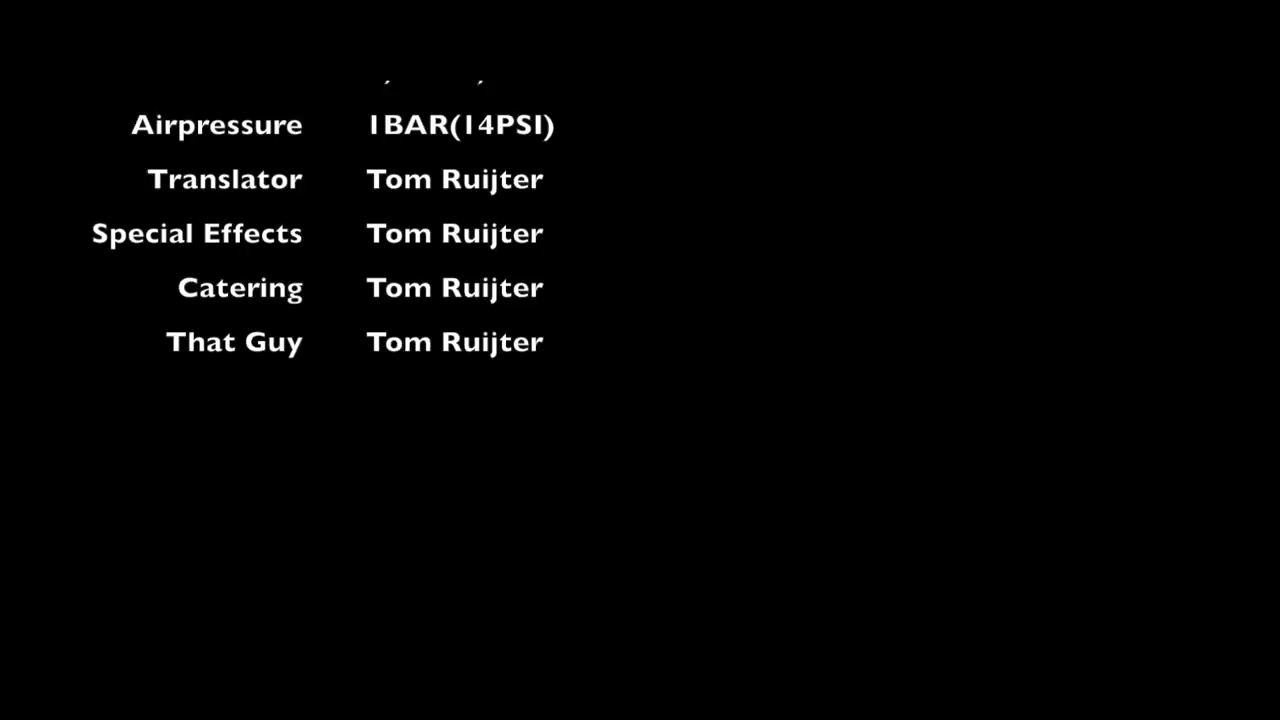 Airpressure 1BAR(14PSI)
Translator Tom Ruijter
Special Effects Tom Ruijter
Catering Tom Ruijter
That Guy Tom Ruijter